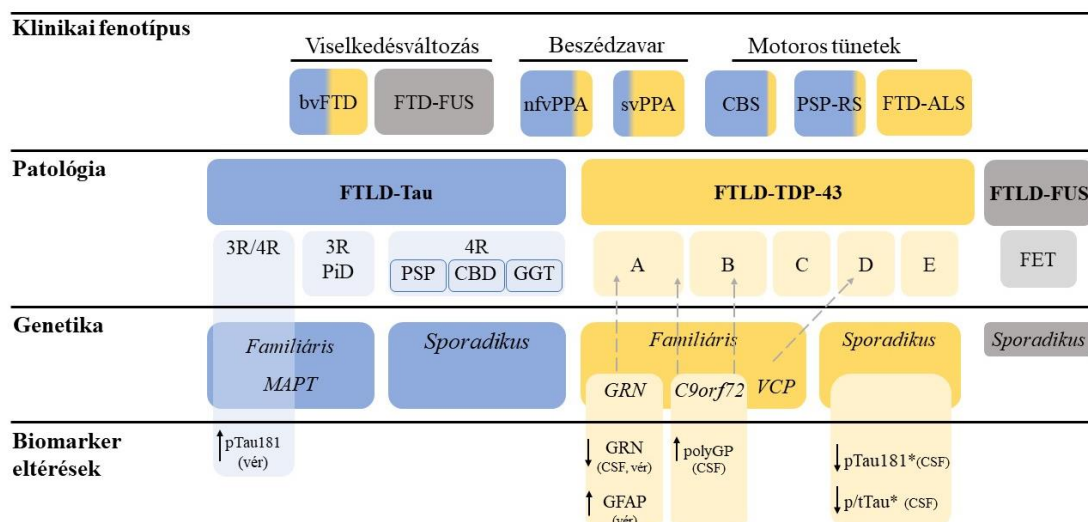 Klinikai fenotípus
Viselkedésváltozás
Beszédzavar
Motoros tünetek
bvFTD
FTD-FUS
nfvPPA
svPPA
CBS
PSP-RS
FTD-ALS
Patológia
FTLD-Tau
FTLD-TDP-43
FTLD-FUS
3R/4R
3R
PiD
4R
PSP
CBD
GGT
A
B
C
D
E
FET
Genetika
Familiáris
MAPT
Sporadikus
Familiáris
GRN
C9orf72
VCP
Sporadikus
Sporadikus
Biomarker
eltérések
↑pTau181
(vér)
↓ GRN
(CSF, vér)
↑ GFAP
(vér)
↑ polyGP
(CSF)
↓ pTau181*(CSF)
↓ p/tTau* (CSF)